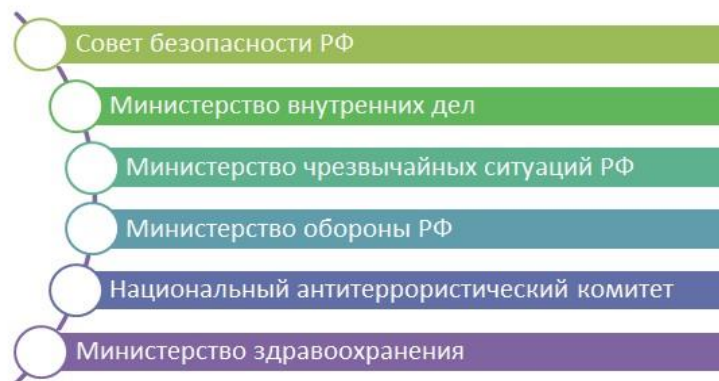 Совет безопасности РФ
Министерство внутренних дел
Министерство чрезвычайных ситуаций РФ
Министерство обороны РФ
Национальный антитеррористический комитет
Министерство здравоохранения